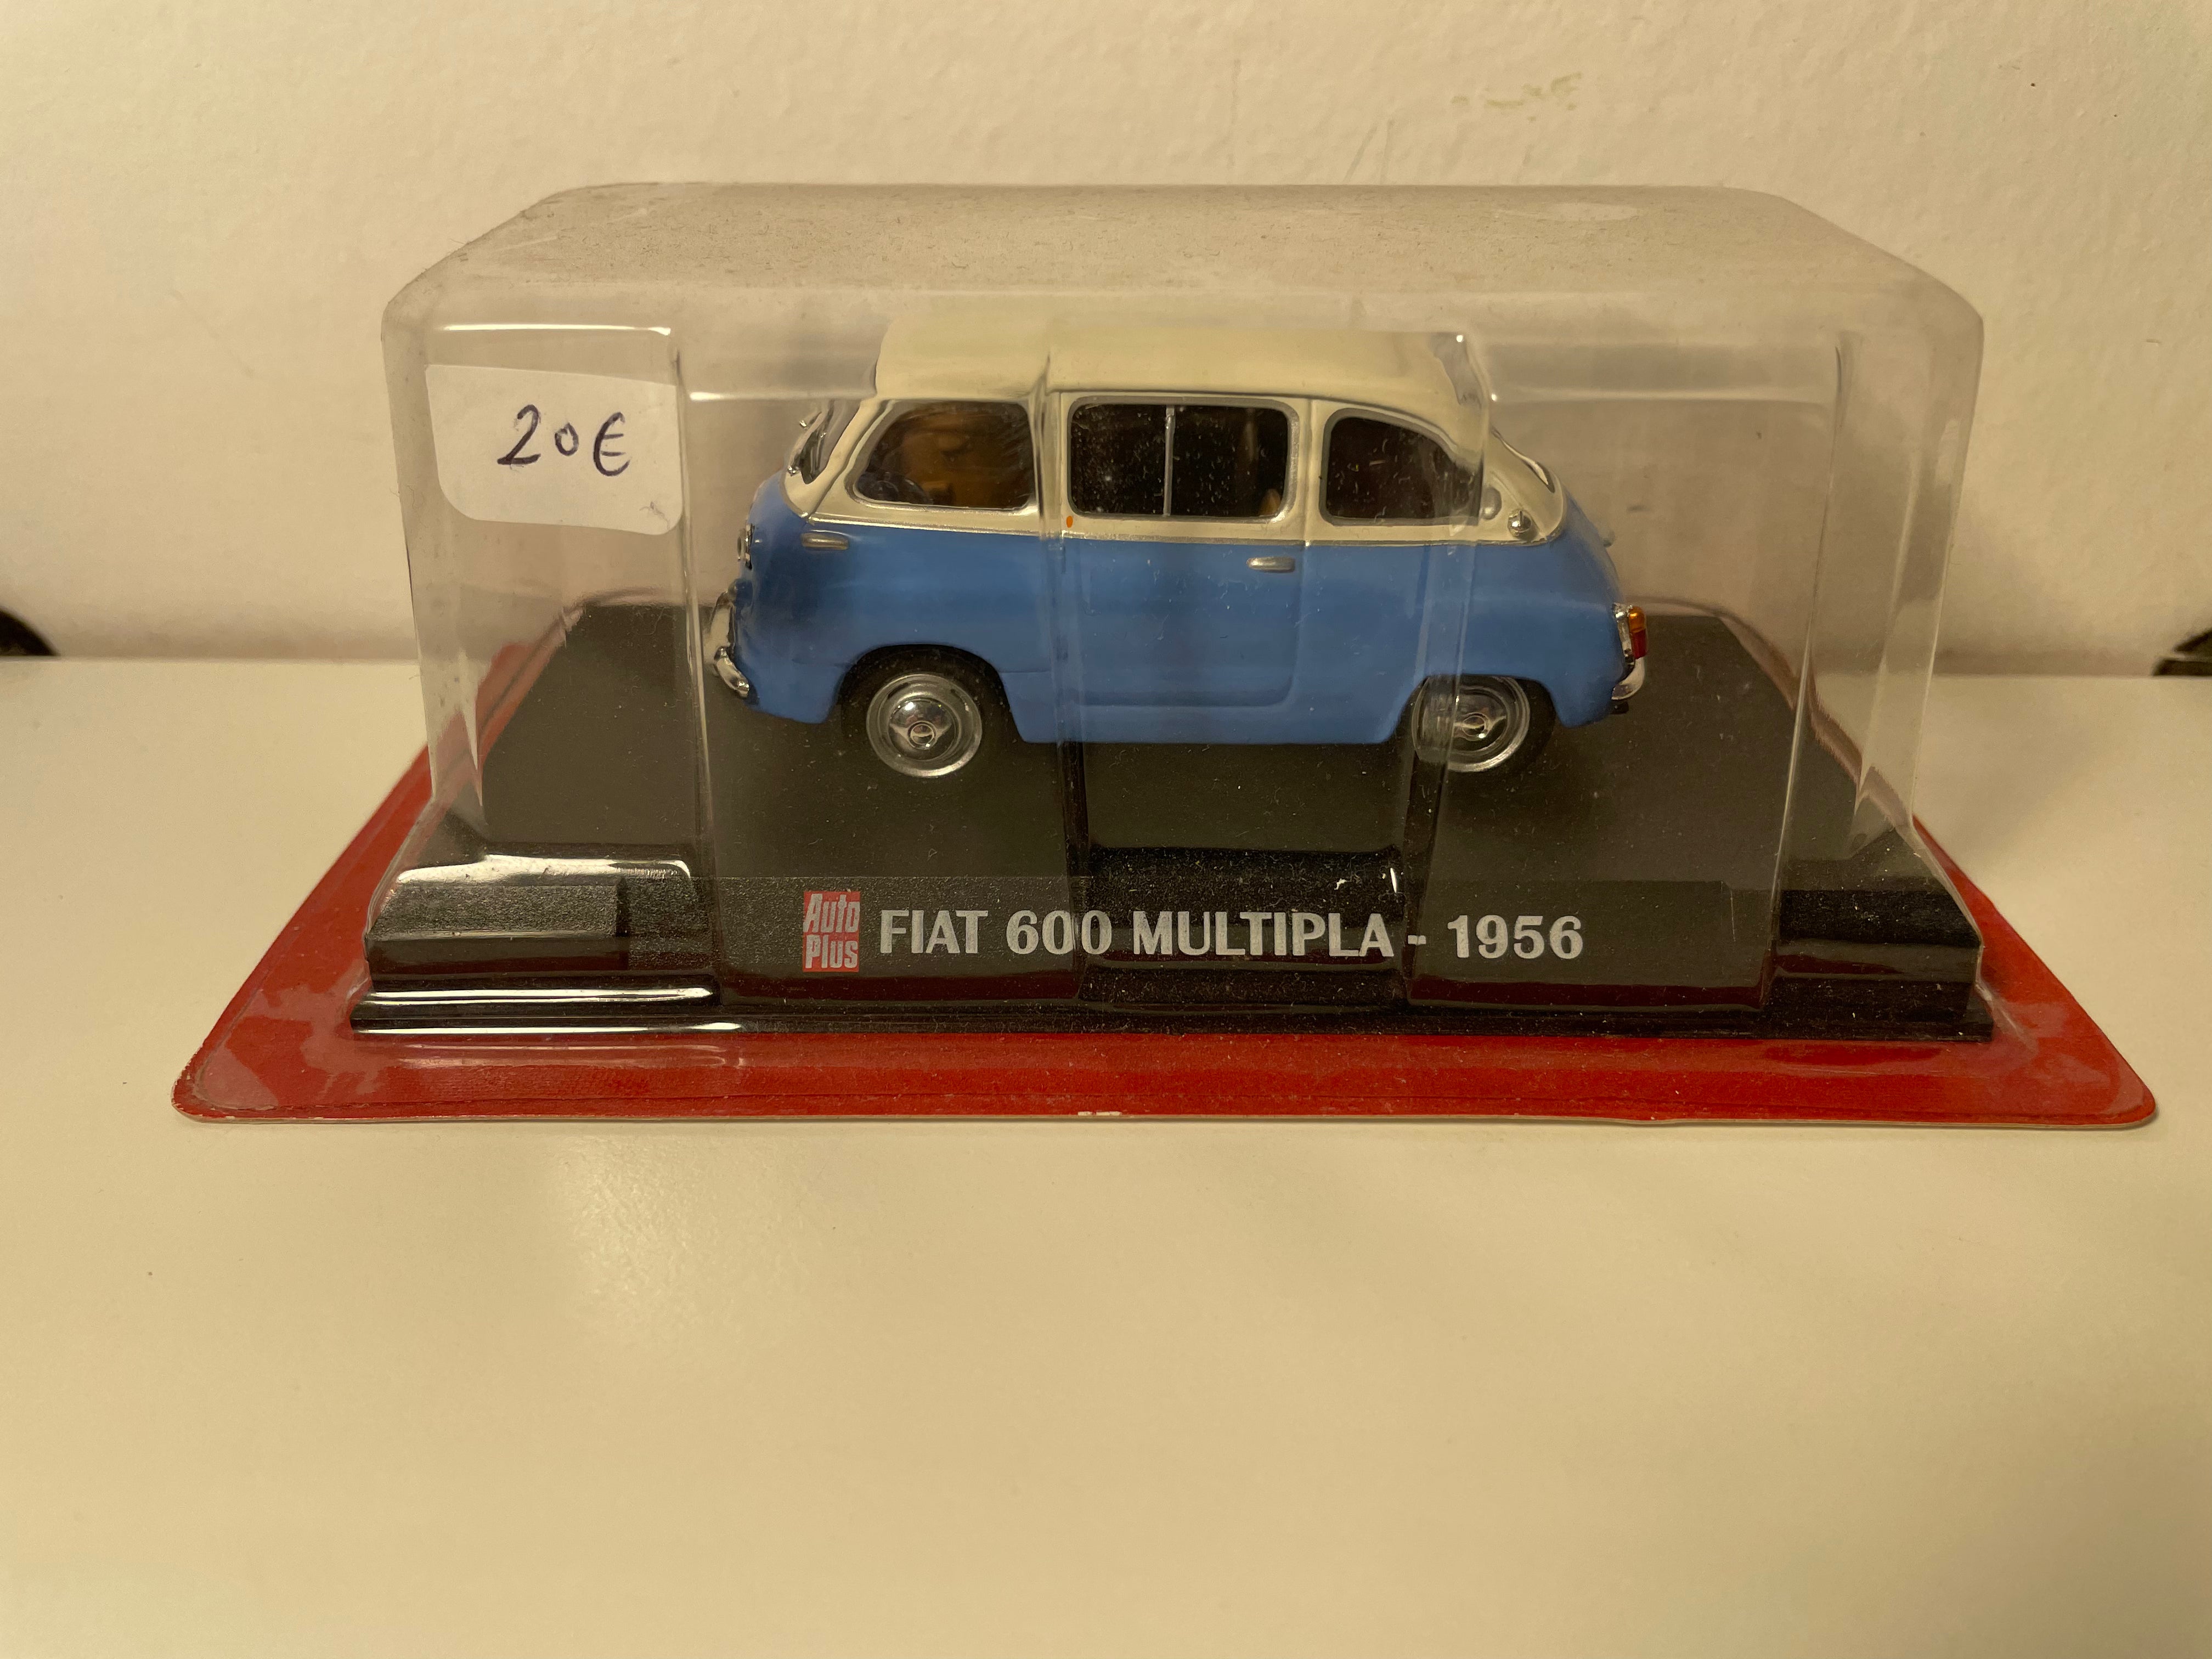 20€
Auto
Plus
FIAT 600 MULTIPLA - 1956